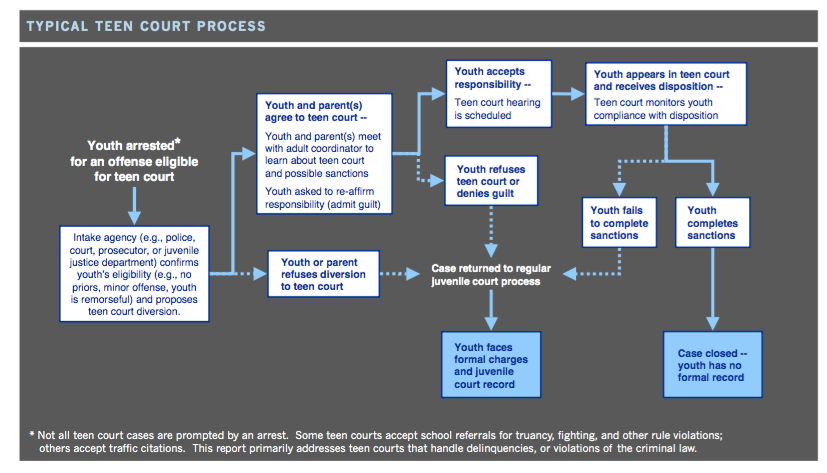 TYPICAL TEEN COURT PROCESS
Youth arrested*
for an offense eligible
for teen court
Intake agency (e.g., police,
court, prosecutor, or juvenile
justice department) confirms
youth's eligibility (e.g., no
priors, minor offense, youth
is remorseful) and proposes
teen court diversion.
Youth and parent(s)
agree to teen court --
Youth and parent(s) meet
with adult coordinator to
learn about teen court
and possible sanctions
Youth asked to re-affirm
responsibility (admit guilt)
Youth or parent
refuses diversion
to teen court
Youth accepts
responsibility --
Teen court hearing
is scheduled
Youth refuses
teen court or
denies guilt
Case returned to regular
juvenile court process
Youth faces
formal charges
and juvenile
court record
Youth appears in teen court
and receives disposition --
Teen court monitors youth
compliance with disposition
Youth fails
to complete
sanctions
Youth
completes
sanctions
Case closed --
youth has no
formal record
* Not all teen court cases are prompted by an arrest. Some teen courts accept school referrals for truancy, fighting, and other rule violations;
others accept traffic citations. This report primarily addresses teen courts that handle delinquencies, or violations of the criminal law.